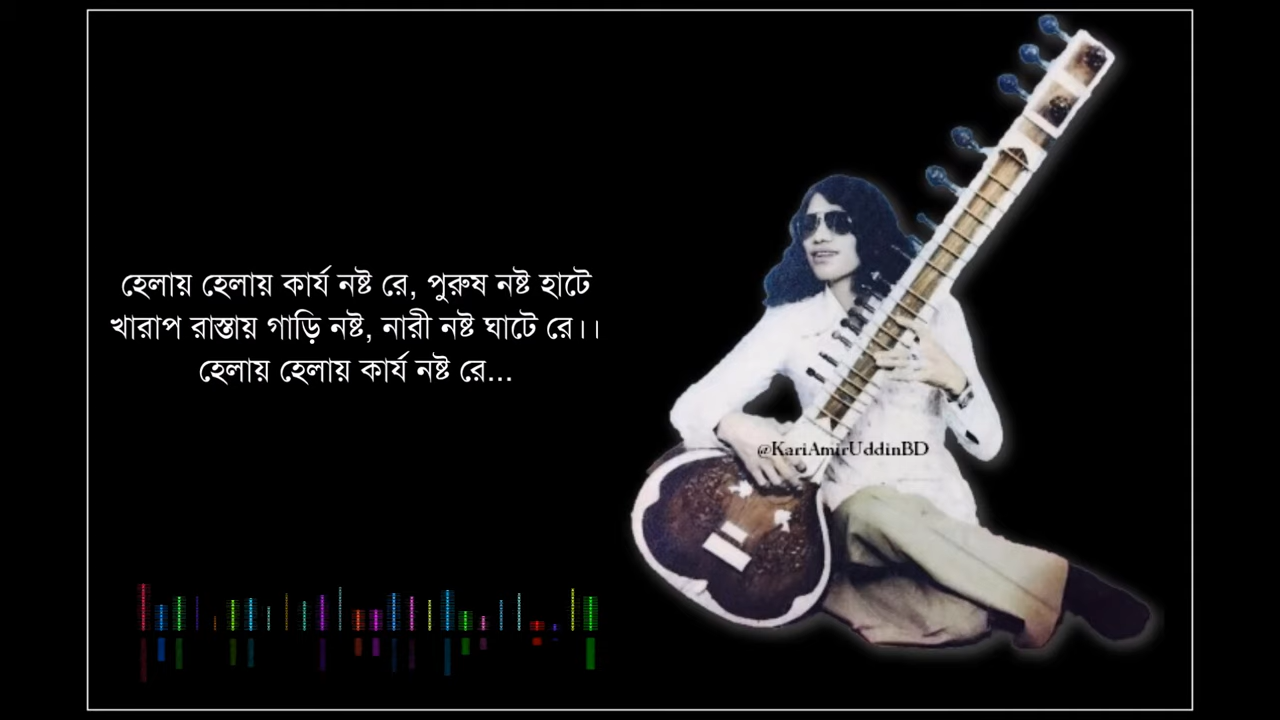 হেলায় হেলায় কার্য নষ্ট রে, পুরুষ নষ্ট হাটে
খারাপ রাস্তায় গাড়ি নষ্ট, নারী নষ্ট ঘাটে রে।।
হেলায় হেলায় কার্য নষ্ট রে...
@KariAmirUddinBD